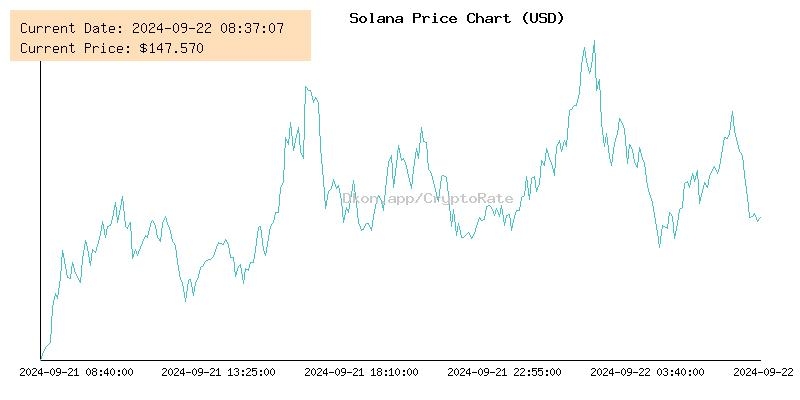 Solana Price Chart (USD)
Current Date: 2024-09-22 08:37:07
Current Price: $147.570
Dkon.app/CryptoRate
2024-09-21 08:40:00 2024-09-21 13:25:00 2024-09-21 18:10:00 2024-09-21 22:55:00 2024-09-22 03:40:00 2024-09-22